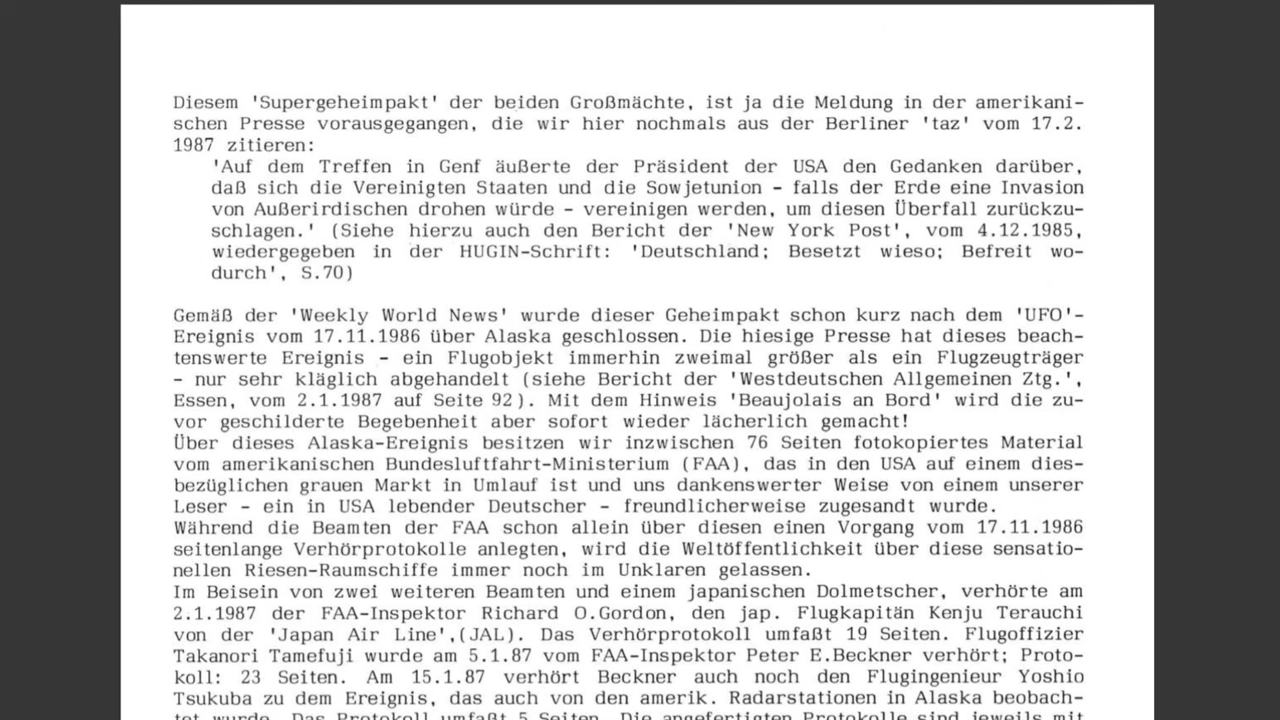 Diesem 'Supergeheimpakt' der beiden Großmächte, ist ja die Meldung in der amerikani-
schen Presse vorausgegangen, die wir hier nochmals aus der Berliner 'taz' vom 17.2.
1987 zitieren:
'Auf dem Treffen in Genf äußerte der Präsident der USA den Gedanken darüber,
daß sich die Vereinigten Staaten und die Sowjetunion – falls der Erde eine Invasion
von Außerirdischen drohen würde – vereinigen werden, um diesen Überfall zurückzu-
schlagen.' (Siehe hierzu auch den Bericht der 'New York Post', vom 4.12.1985,
wiedergegeben in der HUGIN-Schrift: 'Deutschland; Besetzt wieso; Befreit wo-
durch', S.70)
Gemäß der 'Weekly World News' wurde dieser Geheimpakt schon kurz nach dem 'UFO'-
Ereignis vom 17.11.1986 über Alaska geschlossen. Die hiesige Presse hat dieses beach-
tenswerte Ereignis – ein Flugobjekt immerhin zweimal größer als ein Flugzeugträger
– nur sehr kläglich abgehandelt (siehe Bericht der 'Westdeutschen Allgemeinen Ztg.',
Essen, vom 2.1.1987 auf Seite 92). Mit dem Hinweis 'Beaujolais an Bord' wird die zu-
vor geschilderte Begebenheit aber sofort wieder lächerlich gemacht!
Über dieses Alaska-Ereignis besitzen wir inzwischen 76 Seiten fotokopiertes Material
vom amerikanischen Bundesluftfahrt-Ministerium (FAA), das in den USA auf einem dies-
bezüglichen grauen Markt in Umlauf ist und uns dankenswerter Weise von einem unserer
Leser – ein in USA lebender Deutscher – freundlicherweise zugesandt wurde.
Während die Beamten der FAA schon allein über diesen einen Vorgang vom 17.11.1986
seitenlange Verhörprotokolle anlegten, wird die Weltöffentlichkeit über diese sensatio-
nellen Riesen-Raumschiffe immer noch im Unklaren gelassen.
Im Beisein von zwei weiteren Beamten und einem japanischen Dolmetscher, verhörte am
2.1.1987 der FAA-Inspektor Richard O.Gordon, den jap. Flugkapitän Kenju Terauchi
von der 'Japan Air Line',(JAL). Das Verhörprotokoll umfaßt 19 Seiten. Flugoffizier
Takanori Tamefuji wurde am 5.1.87 vom FAA-Inspektor Peter E.Beckner verhört; Proto-
koll: 23 Seiten. Am 15.1.87 verhört Beckner auch noch den Flugingenieur Yoshio
Tsukuba zu dem Ereignis, das auch von den amerik. Radarstationen in Alaska beobach-
tet wurde. Das Protokoll umfaßt 5 Seiten. Die angefertigten Protokolle sind jeweils mit